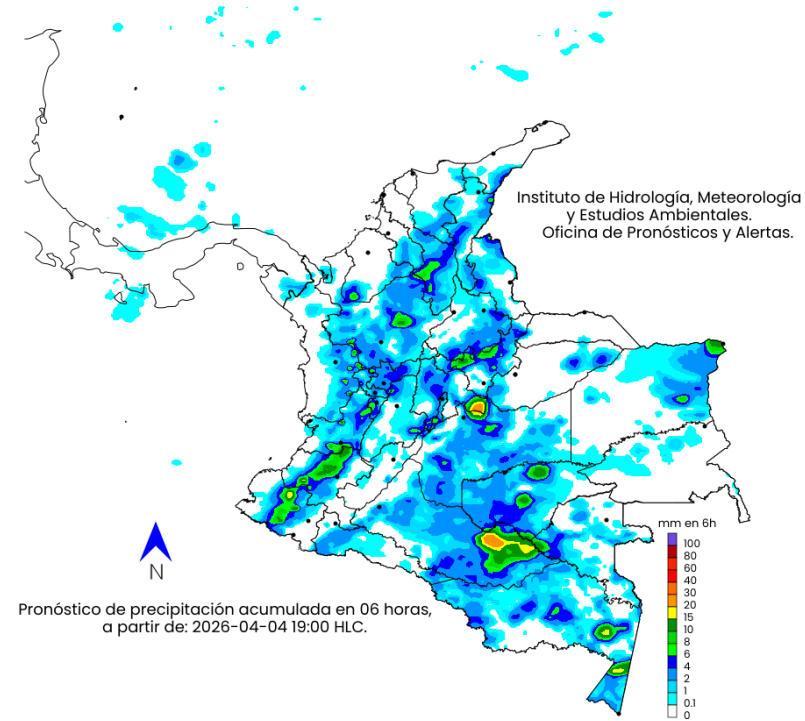 Instituto de Hidrología, Meteorología
y Estudios Ambientales.
Oficina de Pronósticos y Alertas.
N
Pronóstico de precipitación acumulada en 06 horas,
a partir de: 2026-04-04 19:00 HLC.
mm en 6h
100
80
60
40
30
20
15
10
8
6
4
2
1
0.1
0